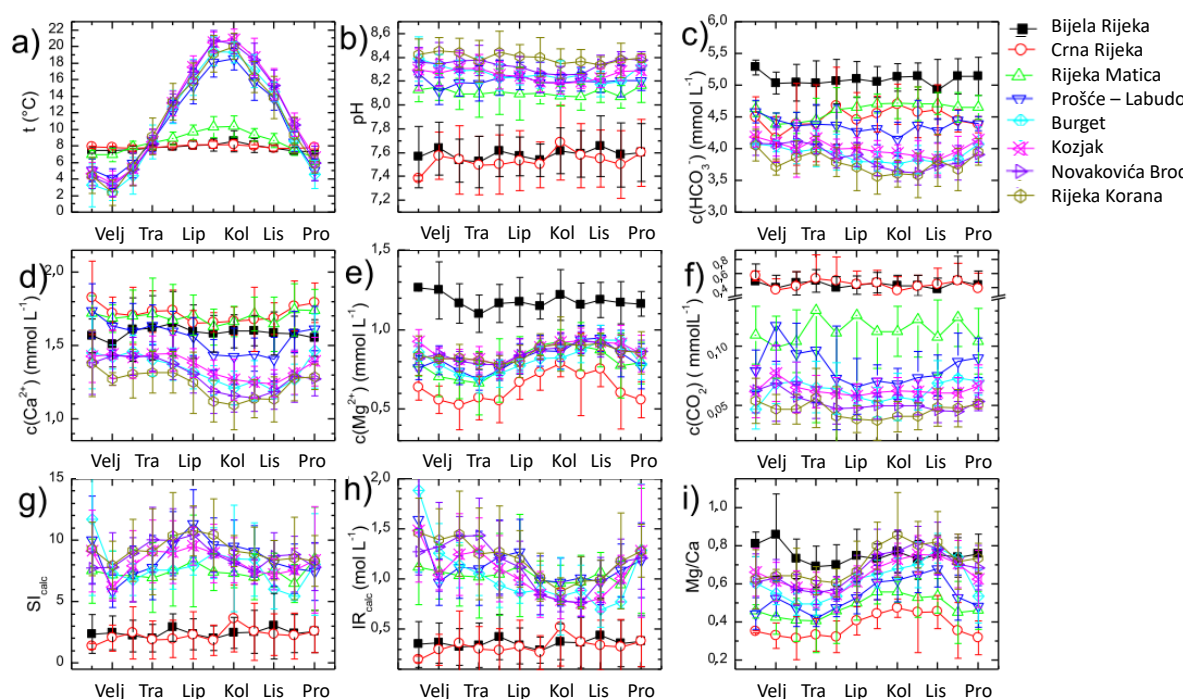 a)
t (°C)
22
20
18
16
14
12
10
8
6
4
2
0
Velj Tra Lip Kol Lis Pro
b)
pH
8,6
8,4
8,2
8,0
7,8
7,6
7,4
7,2
Velj Tra Lip Kol Lis Pro
c)
c(HCO₃⁻) (mmol L⁻¹)
6,0
5,5
5,0
4,5
4,0
3,5
3,0
Velj Tra Lip Kol Lis Pro
Bijela Rijeka
Crna Rijeka
Rijeka Matica
Prošće – Labudo
Burget
Kozjak
Novakovića Brod
Rijeka Korana
d)
c(Ca²⁺) (mmol L⁻¹)
2,0
1,5
1,0
Velj Tra Lip Kol Lis Pro
e)
c(Mg²⁺) (mmol L⁻¹)
1,5
1,0
0,5
Velj Tra Lip Kol Lis Pro
f)
c(CO₂) ( mmolL⁻¹)
0,8
0,6
0,4
0,10
0,05
Velj Tra Lip Kol Lis Pro
g)
SIcalc
15
10
5
0
Velj Tra Lip Kol Lis Pro
h)
IRcalc (mol L⁻¹)
2,0
1,5
1,0
0,5
Velj Tra Lip Kol Lis Pro
i)
Mg/Ca
1,0
0,8
0,6
0,4
0,2
Velj Tra Lip Kol Lis Pro